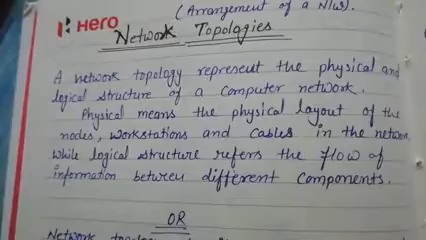 (Arrangement of a N/w).
Hero
Network Topologies
A network topology represent the physical and
logical structure of a computer network.
Physical means the physical layout of the
nodes, workstations and cables in the networ
while logical structure refers the flow of
information between different components.
OR
Network